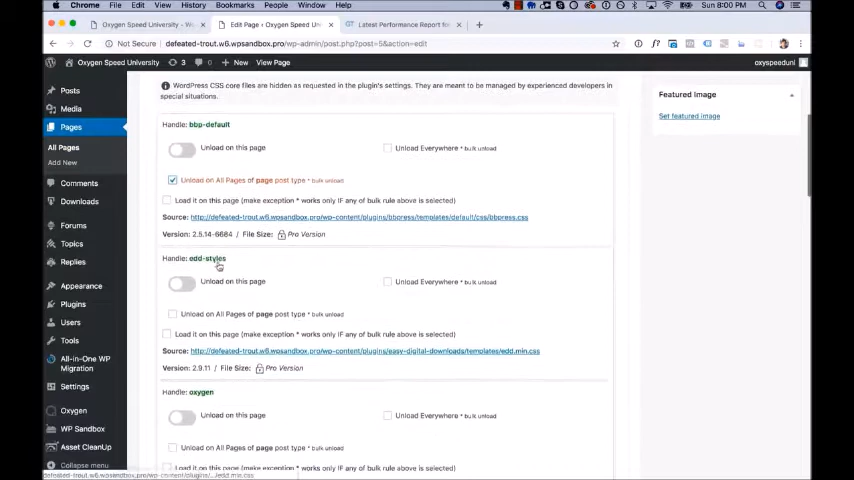 Chrome File Edit View History Bookmarks People Window Help Sun 8:00 PM
Oxygen Speed University - Wo
Edit Page ‹ Oxygen Speed Univ
Latest Performance Report for
Not Secure defeated-trout.w6.wpsandbox.pro/wp-admin/post.php?post=5&action=edit
Oxygen Speed University 3 0 New View Page oxyspeeduni
Posts
Media
Pages
All Pages
Add New
Comments
Downloads
Forums
Topics
Replies
Appearance
Plugins
Users
Tools
All-in-One WP
Migration
Settings
Oxygen
WP Sandbox
Asset CleanUp
Collapse menu
WordPress CSS core files are hidden as requested in the plugin's settings. They are meant to be managed by experienced developers in
special situations.
Handle: bbp-default
Unload on this page Unload Everywhere * bulk unload
Unload on All Pages of page post type * bulk unload
Load it on this page (make exception * works only IF any of bulk rule above is selected)
Source: http://defeated-trout.w6.wpsandbox.pro/wp-content/plugins/bbpress/templates/default/css/bbpress.css
Version: 2.5.14-6684 / File Size: Pro Version
Handle: edd-styles
Unload on this page Unload Everywhere * bulk unload
Unload on All Pages of page post type * bulk unload
Load it on this page (make exception * works only IF any of bulk rule above is selected)
Source: http://defeated-trout.w6.wpsandbox.pro/wp-content/plugins/easy-digital-downloads/templates/edd.min.css
Version: 2.9.11 / File Size: Pro Version
Handle: oxygen
Unload on this page Unload Everywhere * bulk unload
Unload on All Pages of page post type * bulk unload
Load it on this page (make exception * works only IF any of bulk rule above is selected)
Featured Image
Set featured image